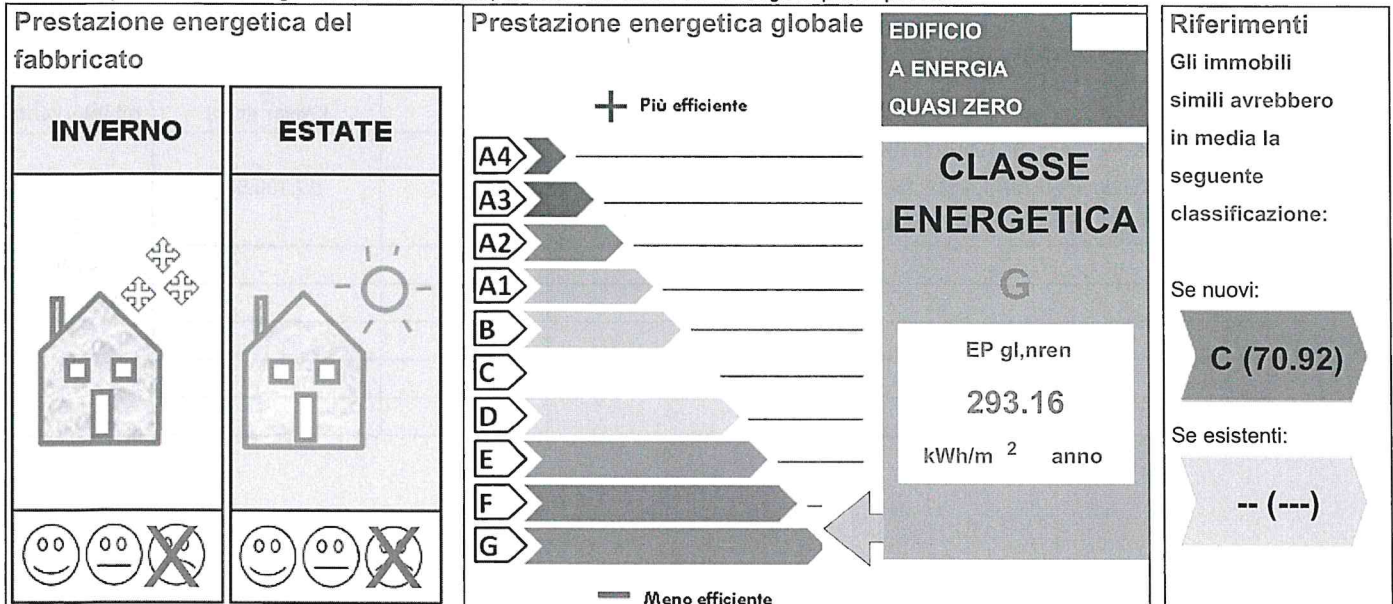 Prestazione energetica del
fabbricato
INVERNO
ESTATE
Prestazione energetica globale
Più efficiente
A4
A3
A2
A1
B
C
D
E
F
G
Meno efficiente
EDIFICIO
A ENERGIA
QUASI ZERO
CLASSE
ENERGETICA
G
EP gl,nren
293.16
kWh/m 2 anno
Riferimenti
Gli immobili
simili avrebbero
in media la
seguente
classificazione:
Se nuovi:
C (70.92)
Se esistenti:
-- (---)